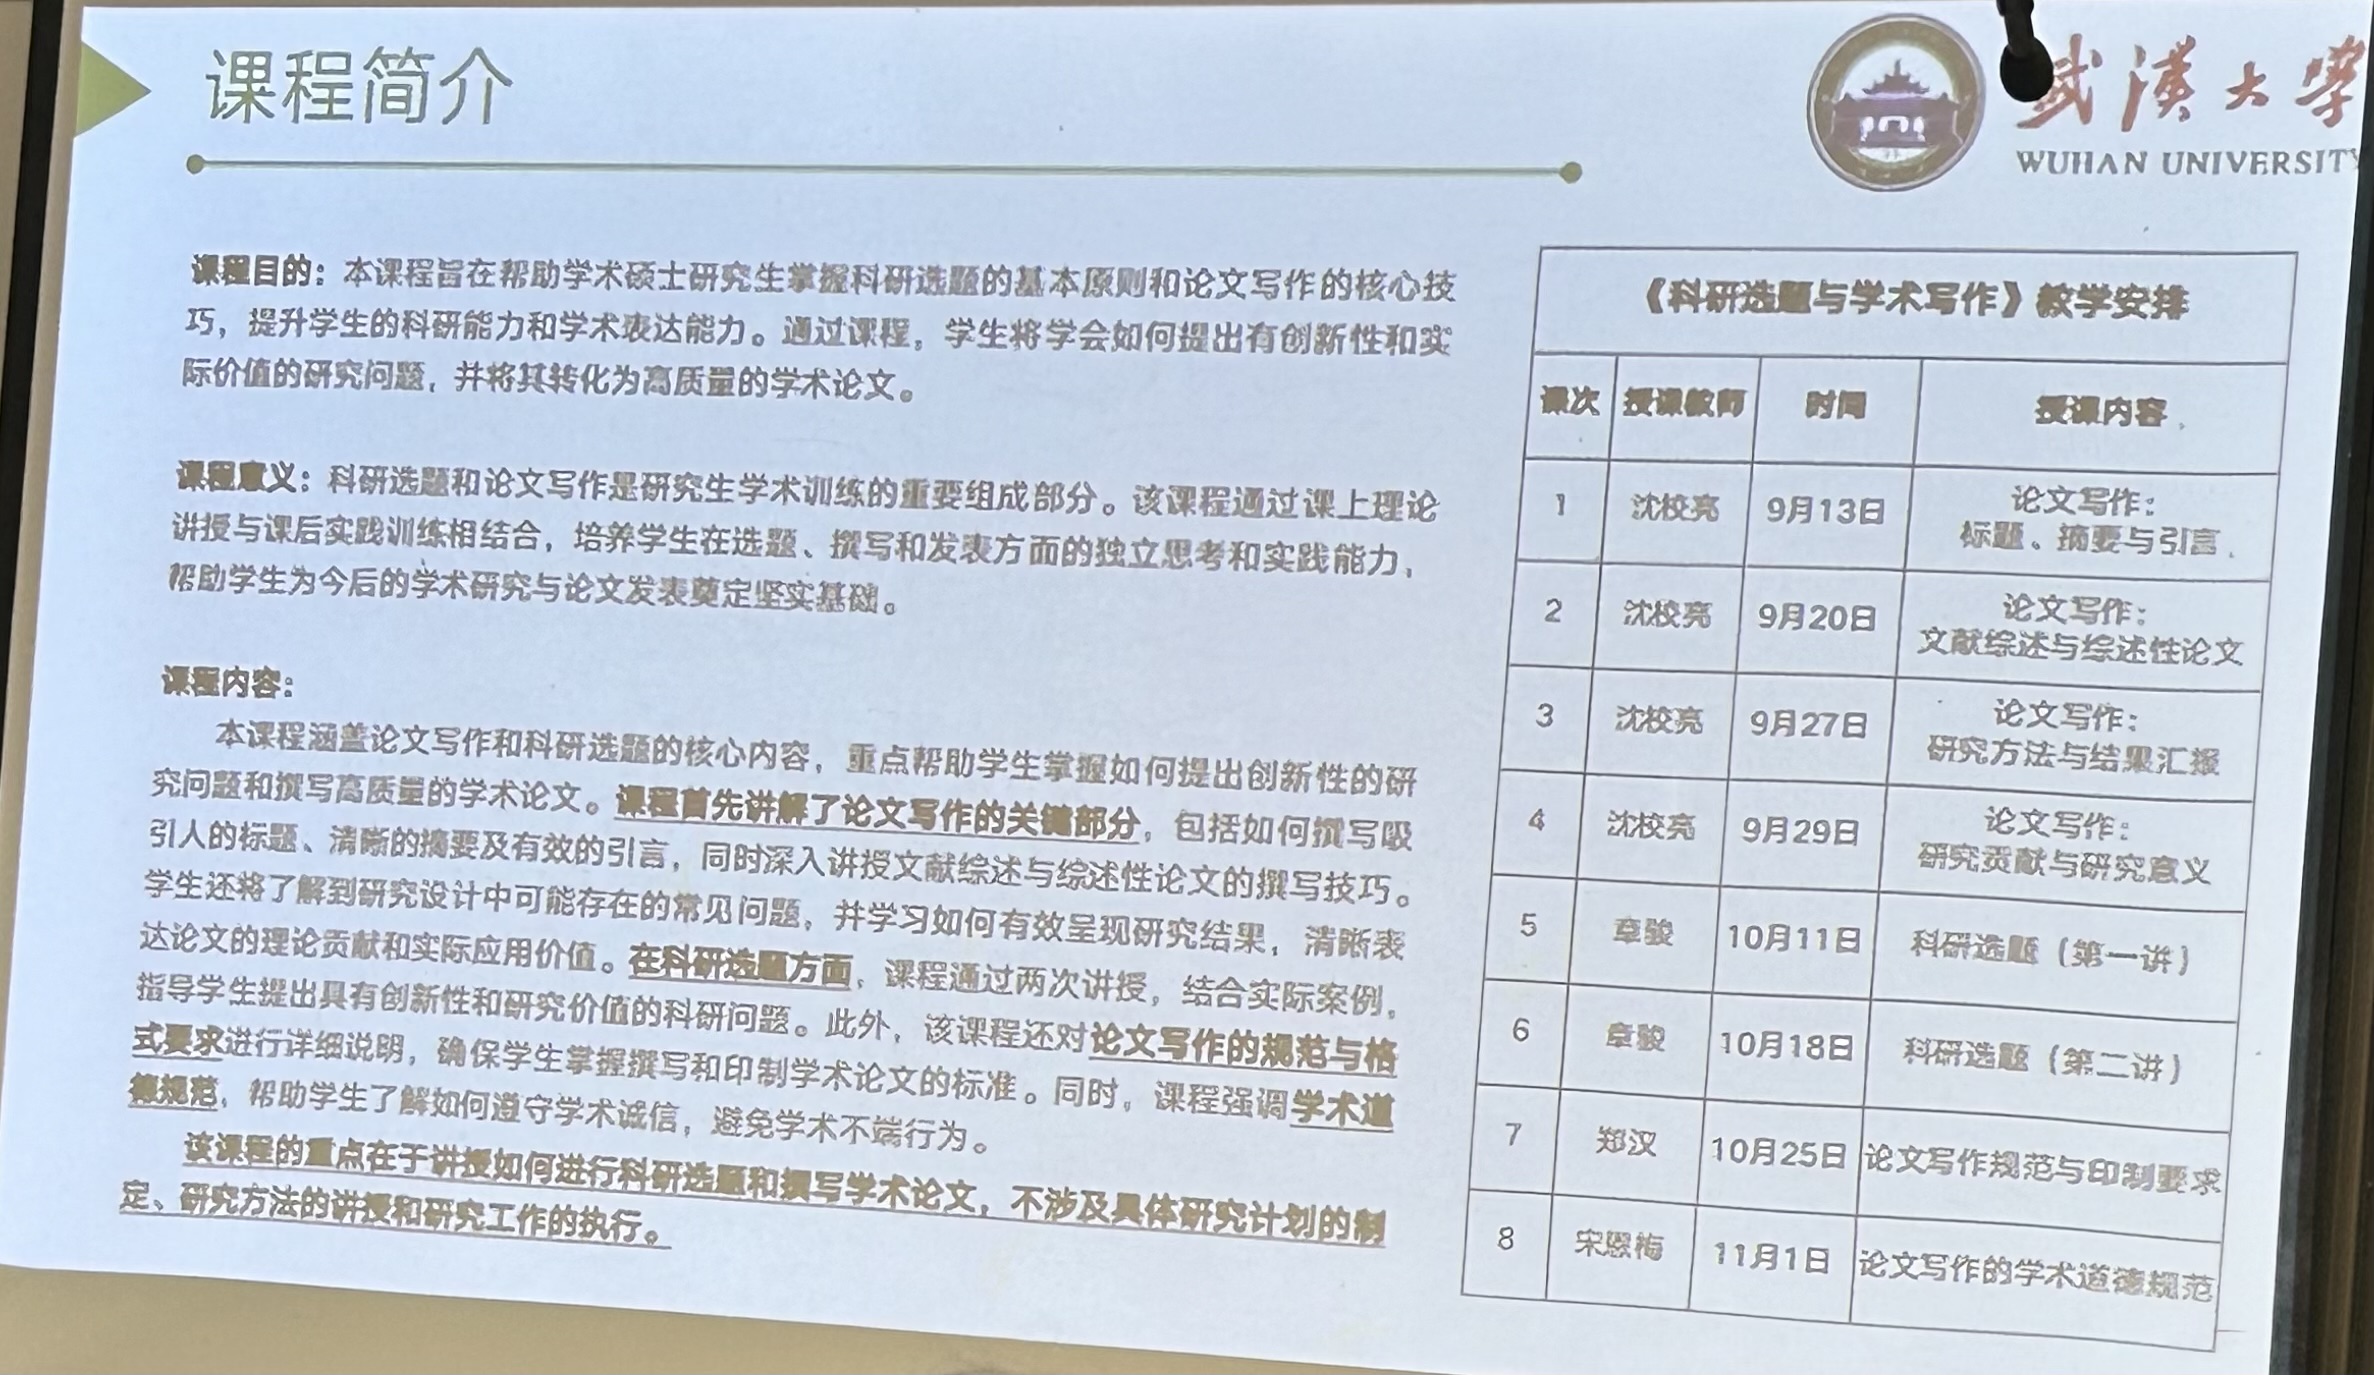 课程简介
武漢大學
WUHAN UNIVERSITY
课程目的：本课程旨在帮助学术硕士研究生掌握科研选题的基本原则和论文写作的核心技
巧，提升学生的科研能力和学术表达能力。通过课程，学生将学会如何提出有创新性和实
际价值的研究问题，并将其转化为高质量的学术论文。
课程意义：科研选题和论文写作是研究生学术训练的重要组成部分。该课程通过课上理论
讲授与课后实践训练相结合，培养学生在选题、撰写和发表方面的独立思考和实践能力，
帮助学生为今后的学术研究与论文发表奠定坚实基础。
课程内容：
本课程涵盖论文写作和科研选题的核心内容，重点帮助学生掌握如何提出创新性的研
究问题和撰写高质量的学术论文。课程首先讲解了论文写作的关键部分，包括如何撰写吸
引人的标题、清晰的摘要及有效的引言，同时深入讲授文献综述与综述性论文的撰写技巧。
学生还将了解到研究设计中可能存在的常见问题，并学习如何有效呈现研究结果，清晰表
达论文的理论贡献和实际应用价值。在科研选题方面，课程通过两次讲授，结合实际案例，
指导学生提出具有创新性和研究价值的科研问题。此外，该课程还对论文写作的规范与格
式要求进行详细说明，确保学生掌握撰写和印制学术论文的标准。同时，课程强调学术道
德规范，帮助学生了解如何遵守学术诚信，避免学术不端行为。
该课程的重点在于讲授如何进行科研选题和撰写学术论文，不涉及具体研究计划的制
定、研究方法的讲授和研究工作的执行。
《科研选题与学术写作》教学安排
课次 授课教师 时间 授课内容
1 沈校亮 9月13日 论文写作：
标题、摘要与引言
2 沈校亮 9月20日 论文写作：
文献综述与综述性论文
3 沈校亮 9月27日 论文写作：
研究方法与结果汇报
4 沈校亮 9月29日 论文写作：
研究贡献与研究意义
5 章骏 10月11日 科研选题（第一讲）
6 章骏 10月18日 科研选题（第二讲）
7 郑汉 10月25日 论文写作规范与印制要求
8 宋恩梅 11月1日 论文写作的学术道德规范